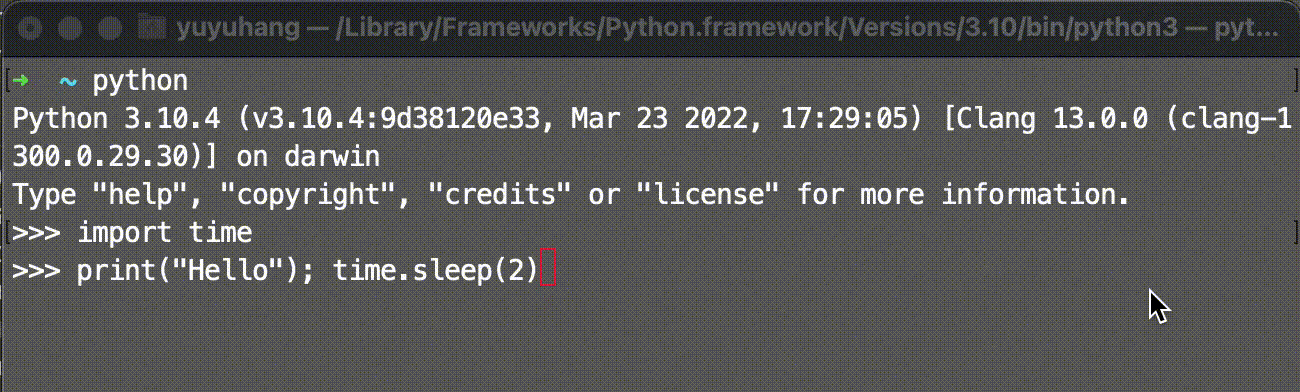 yuyuhang — /Library/Frameworks/Python.framework/Versions/3.10/bin/python3 — pyt...
[➜  ~ python ]
Python 3.10.4 (v3.10.4:9d38120e33, Mar 23 2022, 17:29:05) [Clang 13.0.0 (clang-1
300.0.29.30)] on darwin
Type "help", "copyright", "credits" or "license" for more information.
[>>> import time ]
>>> print("Hello"); time.sleep(2)